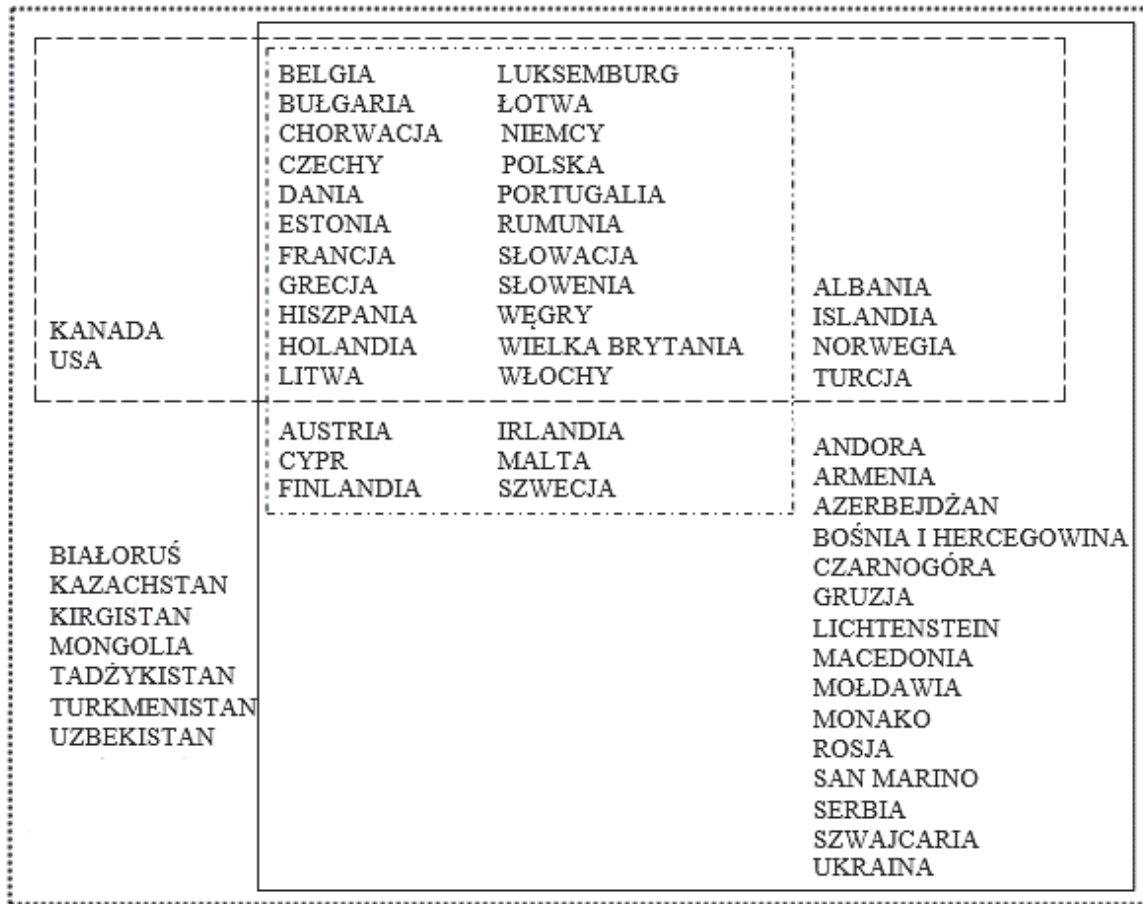 BELGIA LUKSEMBURG
BUŁGARIA ŁOTWA
CHORWACJA NIEMCY
CZECHY POLSKA
DANIA PORTUGALIA
ESTONIA RUMUNIA
FRANCJA SŁOWACJA
GRECJA SŁOWENIA
HISZPANIA WĘGRY
HOLANDIA WIELKA BRYTANIA
LITWA WŁOCHY
KANADA
USA
ALBANIA
ISLANDIA
NORWEGIA
TURCJA
AUSTRIA IRLANDIA
CYPR MALTA
FINLANDIA SZWECJA
BIAŁORUŚ
KAZACHSTAN
KIRGISTAN
MONGOLIA
TADŻYKISTAN
TURKMENISTAN
UZBEKISTAN
ANDORA
ARMENIA
AZERBEJDŻAN
BOŚNIA I HERCEGOWINA
CZARNOGÓRA
GRUZJA
LICHTENSTEIN
MACEDONIA
MOŁDAWIA
MONAKO
ROSJA
SAN MARINO
SERBIA
SZWAJCARIA
UKRAINA